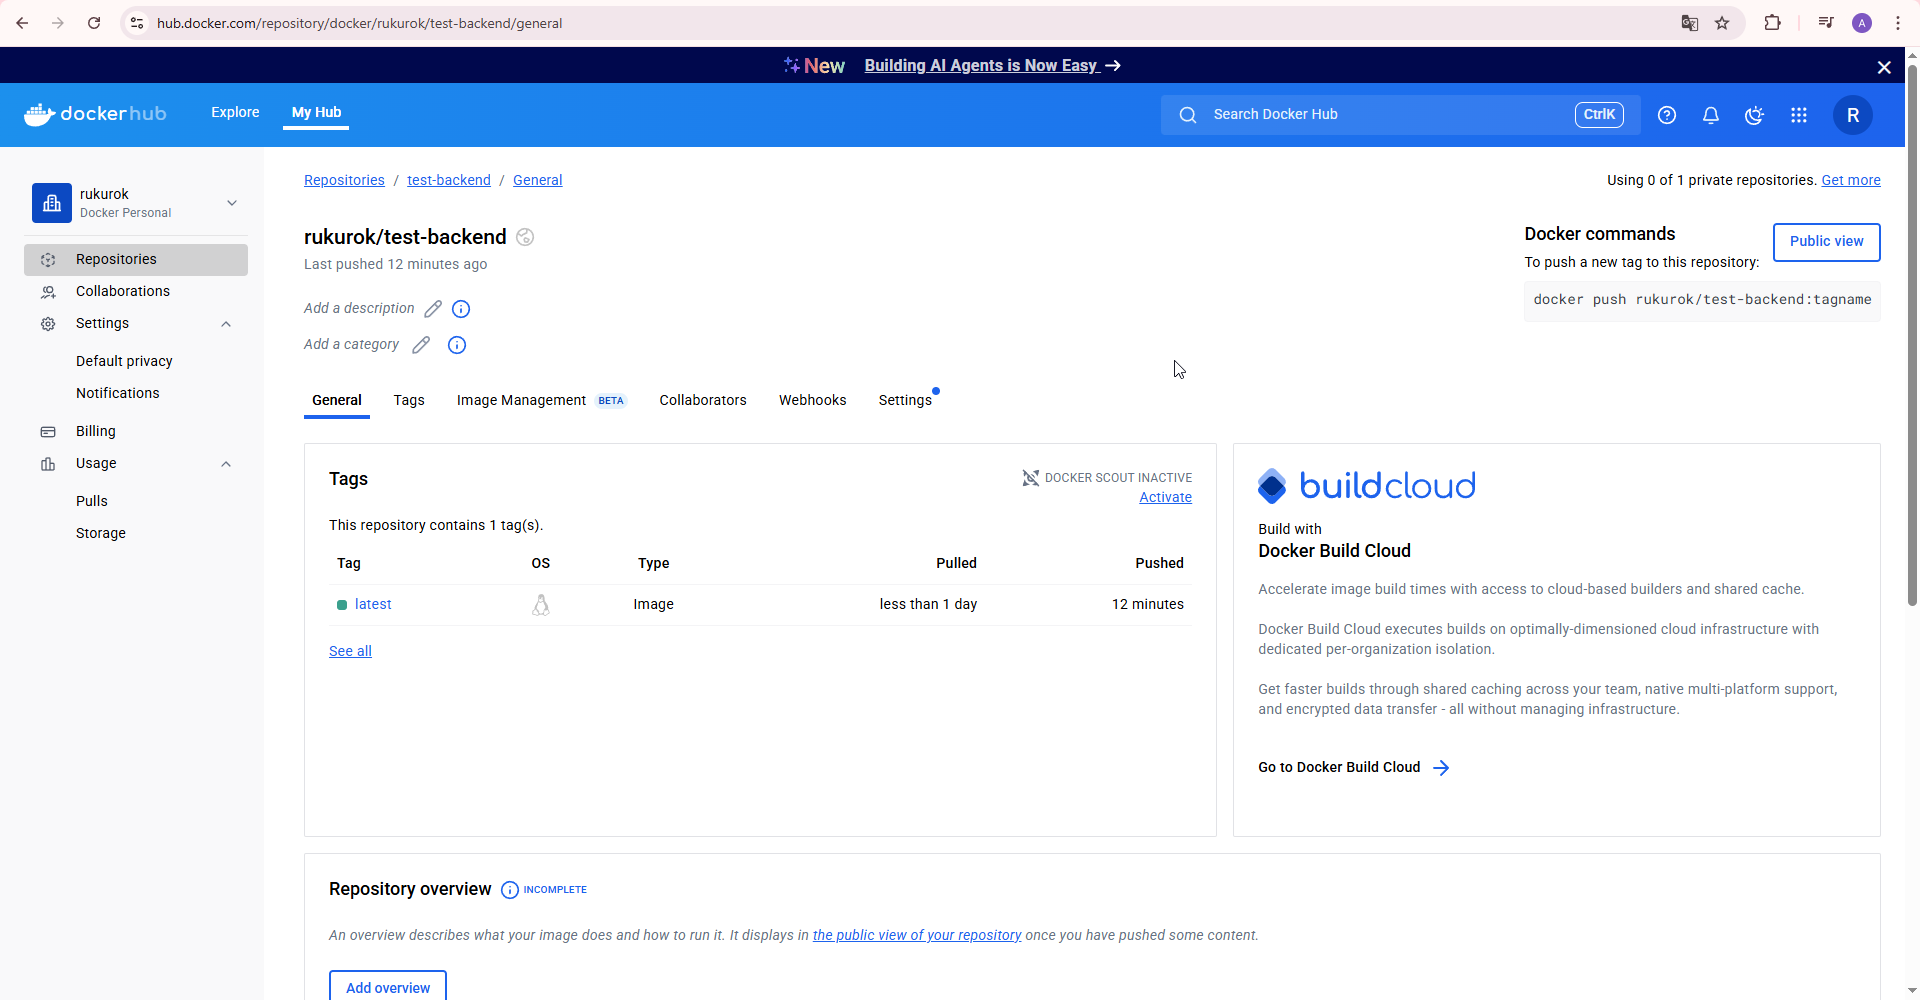 hub.docker.com/repository/docker/rukurok/test-backend/general
A
New Building AI Agents is Now Easy →
dockerhub Explore My Hub Search Docker Hub CtrlK R
rukurok
Docker Personal
Repositories
Collaborations
Settings
Default privacy
Notifications
Billing
Usage
Pulls
Storage
Repositories / test-backend / General
Using 0 of 1 private repositories. Get more
rukurok/test-backend
Last pushed 12 minutes ago
Add a description
Add a category
Docker commands
Public view
To push a new tag to this repository:
docker push rukurok/test-backend:tagname
General Tags Image Management BETA Collaborators Webhooks Settings
Tags
DOCKER SCOUT INACTIVE
Activate
This repository contains 1 tag(s).
Tag OS Type Pulled Pushed
latest Image less than 1 day 12 minutes
See all
buildcloud
Build with
Docker Build Cloud
Accelerate image build times with access to cloud-based builders and shared cache.
Docker Build Cloud executes builds on optimally-dimensioned cloud infrastructure with
dedicated per-organization isolation.
Get faster builds through shared caching across your team, native multi-platform support,
and encrypted data transfer - all without managing infrastructure.
Go to Docker Build Cloud
Repository overview INCOMPLETE
An overview describes what your image does and how to run it. It displays in the public view of your repository once you have pushed some content.
Add overview